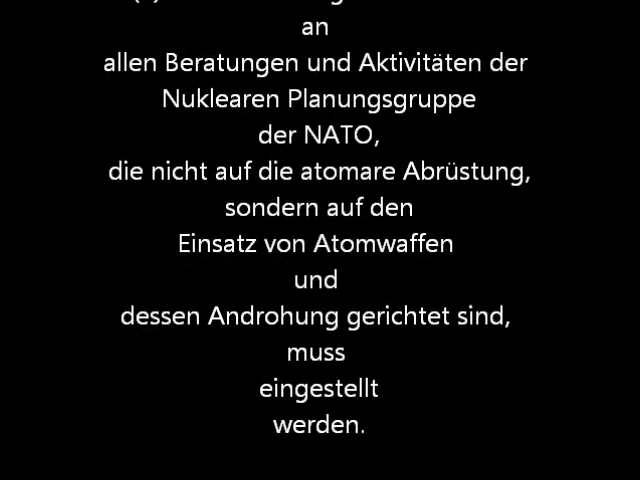 an
allen Beratungen und Aktivitäten der
Nuklearen Planungsgruppe
der NATO,
die nicht auf die atomare Abrüstung,
sondern auf den
Einsatz von Atomwaffen
und
dessen Androhung gerichtet sind,
muss
eingestellt
werden.